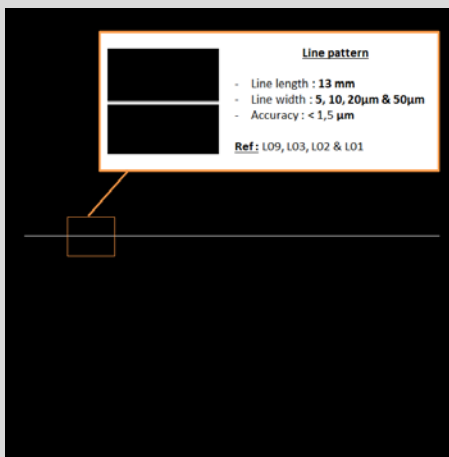 Line pattern
- Line length : 13 mm
- Line width : 5, 10, 20µm & 50µm
- Accuracy : < 1,5 µm
Ref : L09, L03, L02 & L01